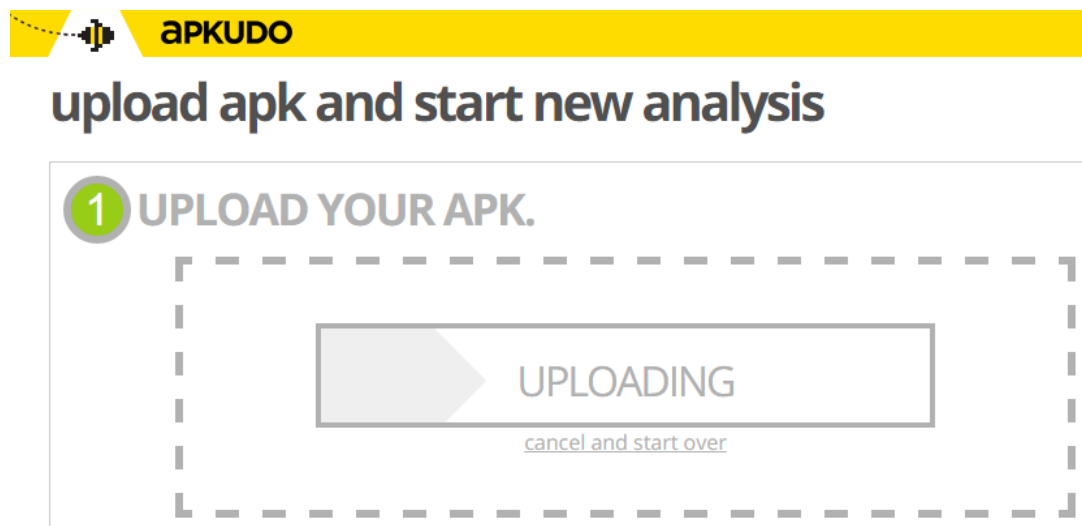 aPKUDO
upload apk and start new analysis
1 UPLOAD YOUR APK.
UPLOADING
cancel and start over